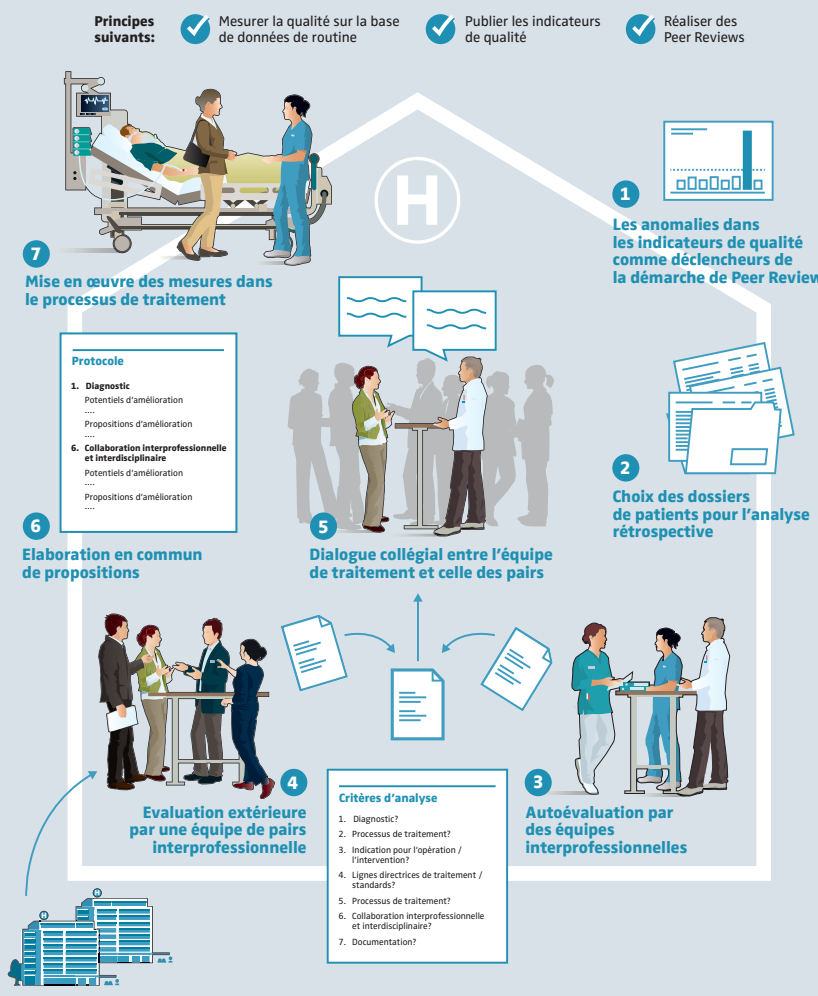 Principes
suivants:
Mesurer la qualité sur la base
de données de routine
Publier les indicateurs
de qualité
Réaliser des
Peer Reviews
H
1
Les anomalies dans
les indicateurs de qualité
comme déclencheurs de
la démarche de Peer Review
2
Choix des dossiers
de patients pour l'analyse
rétrospective
3
Autoévaluation par
des équipes
interprofessionnelles
Critères d'analyse
1. Diagnostic?
2. Processus de traitement?
3. Indication pour l'opération /
l'intervention?
4. Lignes directrices de traitement /
standards?
5. Processus de traitement?
6. Collaboration interprofessionnelle
et interdisciplinaire?
7. Documentation?
4
Evaluation extérieure
par une équipe de pairs
interprofessionnelle
H
H
5
Dialogue collégial entre l'équipe
de traitement et celle des pairs
Protocole
1. Diagnostic
Potentiels d'amélioration
....
Propositions d'amélioration
....
6. Collaboration interprofessionnelle
et interdisciplinaire
Potentiels d'amélioration
....
Propositions d'amélioration
....
6
Elaboration en commun
de propositions
7
Mise en œuvre des mesures dans
le processus de traitement